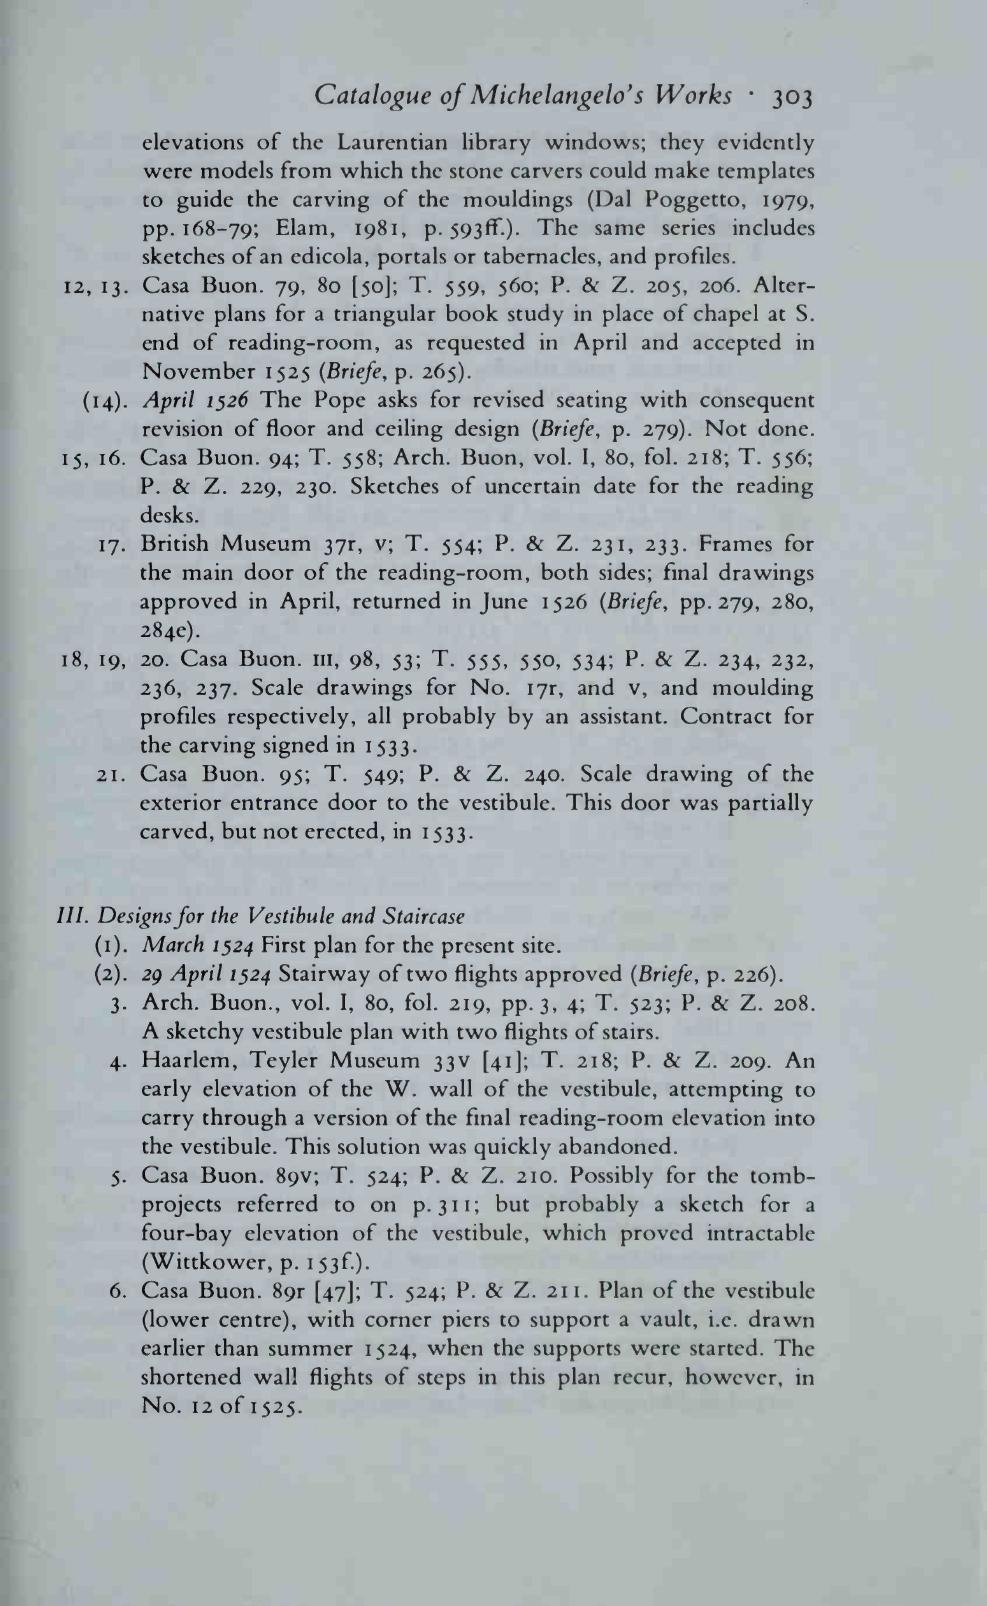 Catalogue of Michelangelo's Works · 303
elevations of the Laurentian library windows; they evidently
were models from which the stone carvers could make templates
to guide the carving of the mouldings (Dal Poggetto, 1979,
pp. 168–79; Elam, 1981, p. 593ff.). The same series includes
sketches of an edicola, portals or tabernacles, and profiles.
12, 13. Casa Buon. 79, 80 [50]; T. 559, 560; P. & Z. 205, 206. Alter-
native plans for a triangular book study in place of chapel at S.
end of reading-room, as requested in April and accepted in
November 1525 (Briefe, p. 265).
(14). April 1526 The Pope asks for revised seating with consequent
revision of floor and ceiling design (Briefe, p. 279). Not done.
15, 16. Casa Buon. 94; T. 558; Arch. Buon, vol. I, 80, fol. 218; T. 556;
P. & Z. 229, 230. Sketches of uncertain date for the reading
desks.
17. British Museum 37r, v; T. 554; P. & Z. 231, 233. Frames for
the main door of the reading-room, both sides; final drawings
approved in April, returned in June 1526 (Briefe, pp. 279, 280,
284e).
18, 19, 20. Casa Buon. III, 98, 53; T. 555, 550, 534; P. & Z. 234, 232,
236, 237. Scale drawings for No. 17r, and v, and moulding
profiles respectively, all probably by an assistant. Contract for
the carving signed in 1533.
21. Casa Buon. 95; T. 549; P. & Z. 240. Scale drawing of the
exterior entrance door to the vestibule. This door was partially
carved, but not erected, in 1533.
III. Designs for the Vestibule and Staircase
(1). March 1524 First plan for the present site.
(2). 29 April 1524 Stairway of two flights approved (Briefe, p. 226).
3. Arch. Buon., vol. I, 80, fol. 219, pp. 3, 4; T. 523; P. & Z. 208.
A sketchy vestibule plan with two flights of stairs.
4. Haarlem, Teyler Museum 33v [41]; T. 218; P. & Z. 209. An
early elevation of the W. wall of the vestibule, attempting to
carry through a version of the final reading-room elevation into
the vestibule. This solution was quickly abandoned.
5. Casa Buon. 89v; T. 524; P. & Z. 210. Possibly for the tomb-
projects referred to on p. 311; but probably a sketch for a
four-bay elevation of the vestibule, which proved intractable
(Wittkower, p. 153f.).
6. Casa Buon. 89r [47]; T. 524; P. & Z. 211. Plan of the vestibule
(lower centre), with corner piers to support a vault, i.e. drawn
earlier than summer 1524, when the supports were started. The
shortened wall flights of steps in this plan recur, however, in
No. 12 of 1525.